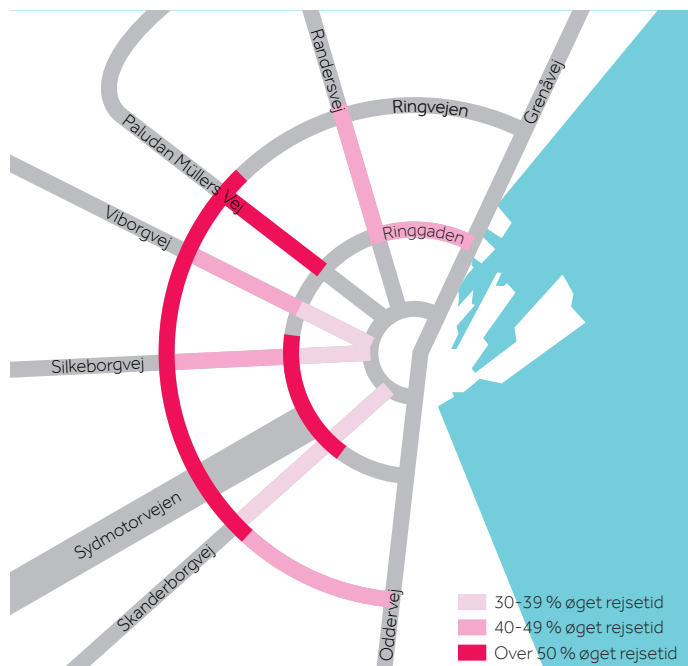 Randersvej
Grenåvej
Ringvejen
Paludan Müllers Vej
Viborgvej
Ringgaden
Silkeborgvej
Sydmotorvejen
Skanderborgvej
Oddervej
30-39 % øget rejsetid
40-49 % øget rejsetid
Over 50 % øget rejsetid